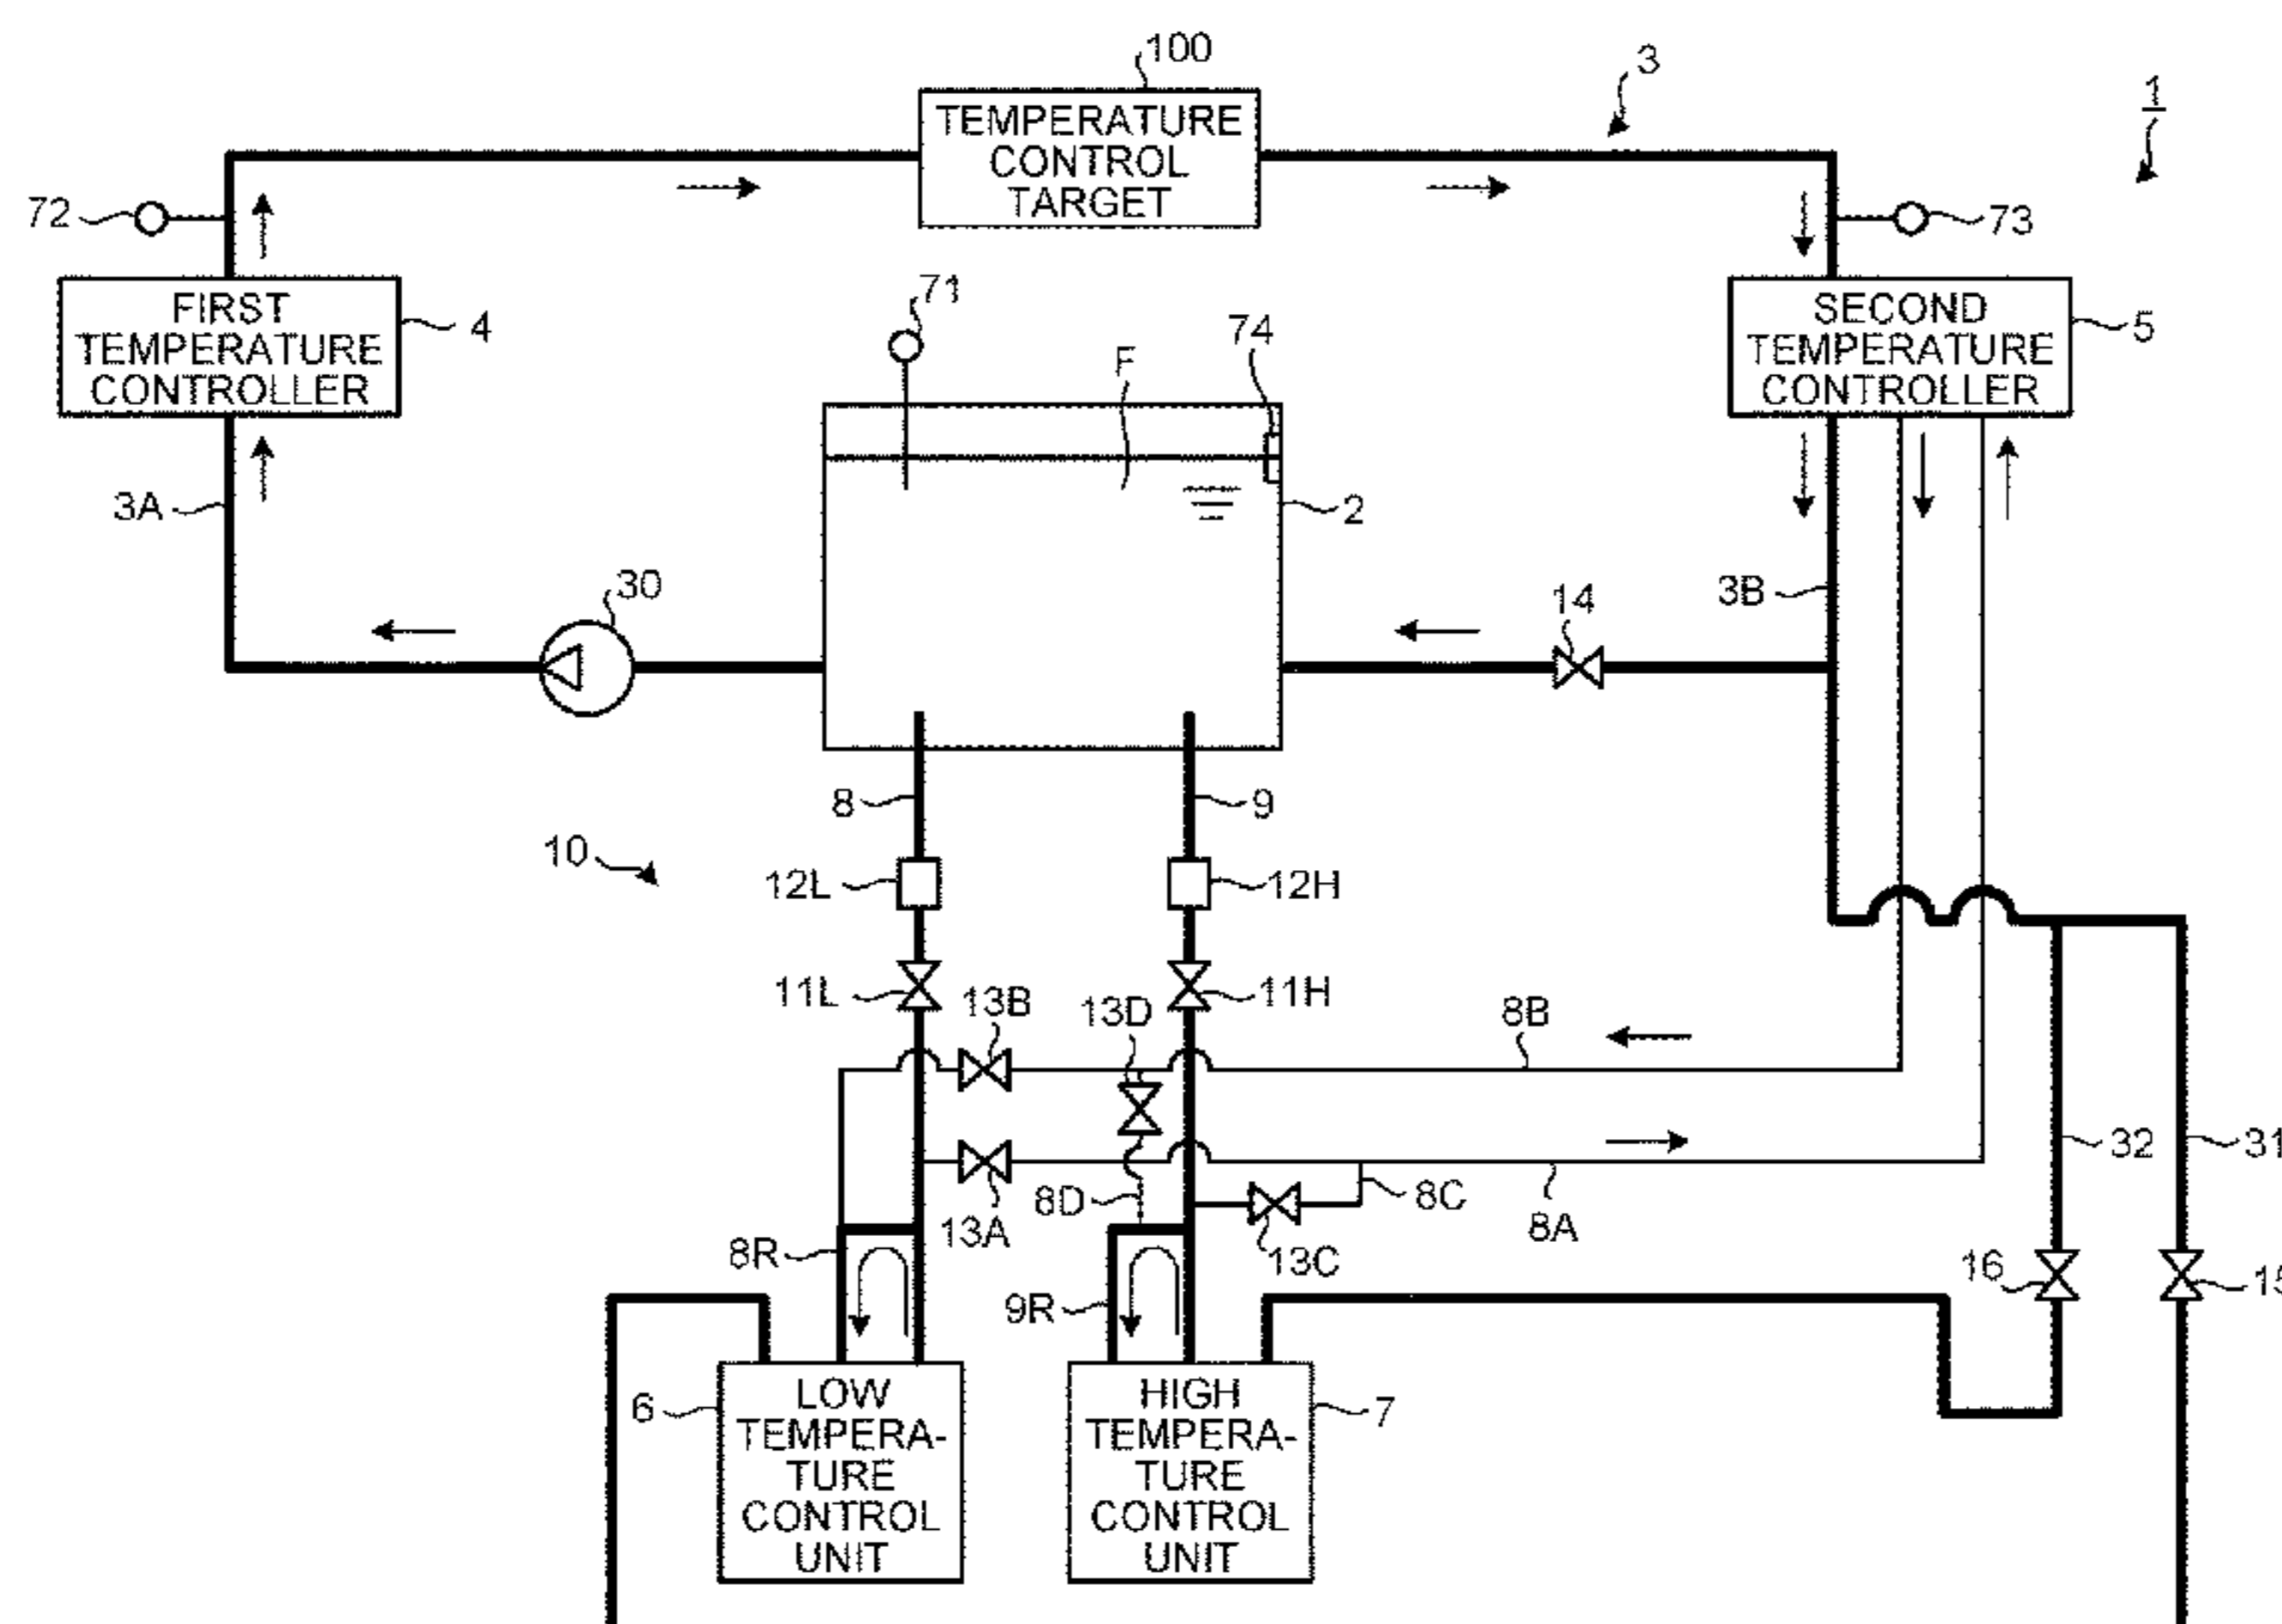 100
3
1
TEMPERATURE
CONTROL
TARGET
72
73
71
74
F
FIRST
TEMPERATURE
CONTROLLER
4
SECOND
TEMPERATURE
CONTROLLER
5
3A
2
30
14
3B
8
9
10
12L
12H
11L
13B
13D
11H
8B
8D
13A
8C
8A
32
31
8R
9R
13C
16
15
6
LOW
TEMPERA-
TURE
CONTROL
UNIT
HIGH
TEMPERA-
TURE
CONTROL
UNIT
7